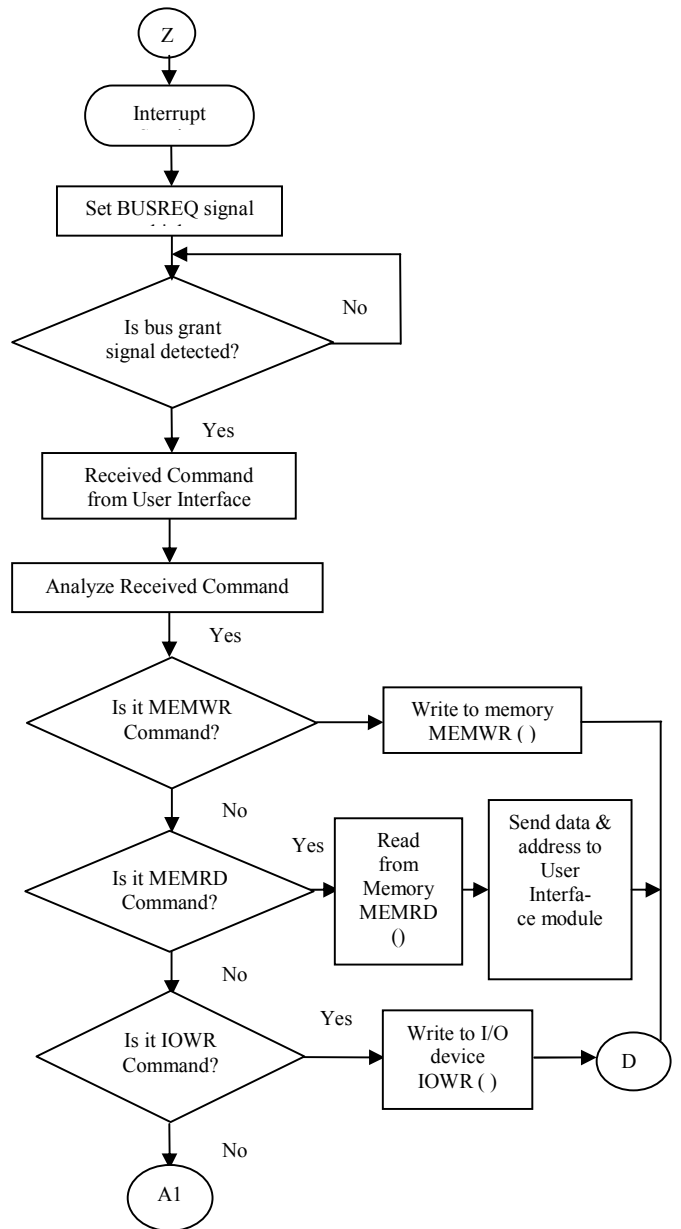 Z
Interrupt
Set BUSREQ signal
No
Is bus grant
signal detected?
Yes
Received Command
from User Interface
Analyze Received Command
Yes
Is it MEMWR
Command?
Write to memory
MEMWR ( )
No
Is it MEMRD
Command?
Yes
Read
from
Memory
MEMRD
()
Send data &
address to
User
Interfa-
ce module
No
Is it IOWR
Command?
Yes
Write to I/O
device
IOWR ( )
D
No
A1